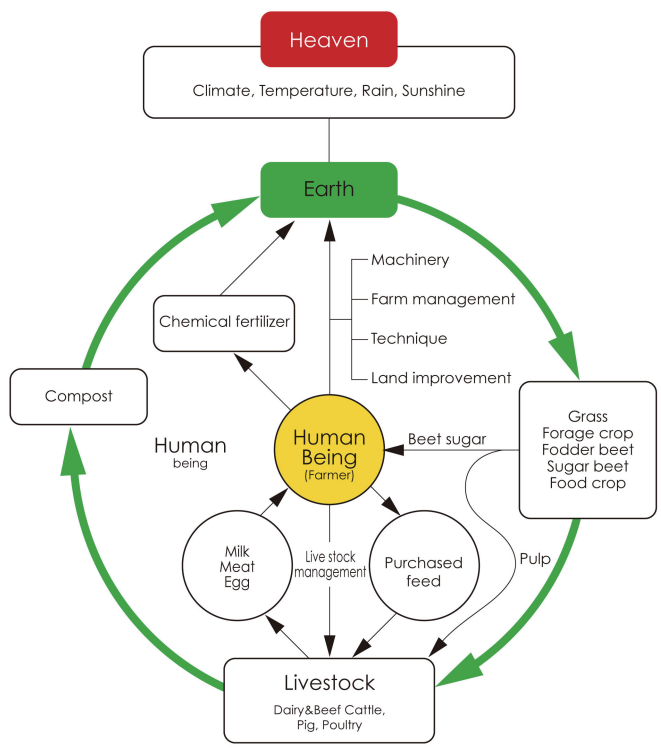 Heaven
Climate, Temperature, Rain, Sunshine
Earth
Machinery
Farm management
Technique
Land improvement
Chemical fertilizer
Compost
Grass
Forage crop
Fodder beet
Sugar beet
Food crop
Human
being
Human
Being
(Farmer)
Beet sugar
Milk
Meat
Egg
Live stock
management
Purchased
feed
Pulp
Livestock
Dairy&Beef Cattle,
Pig, Poultry